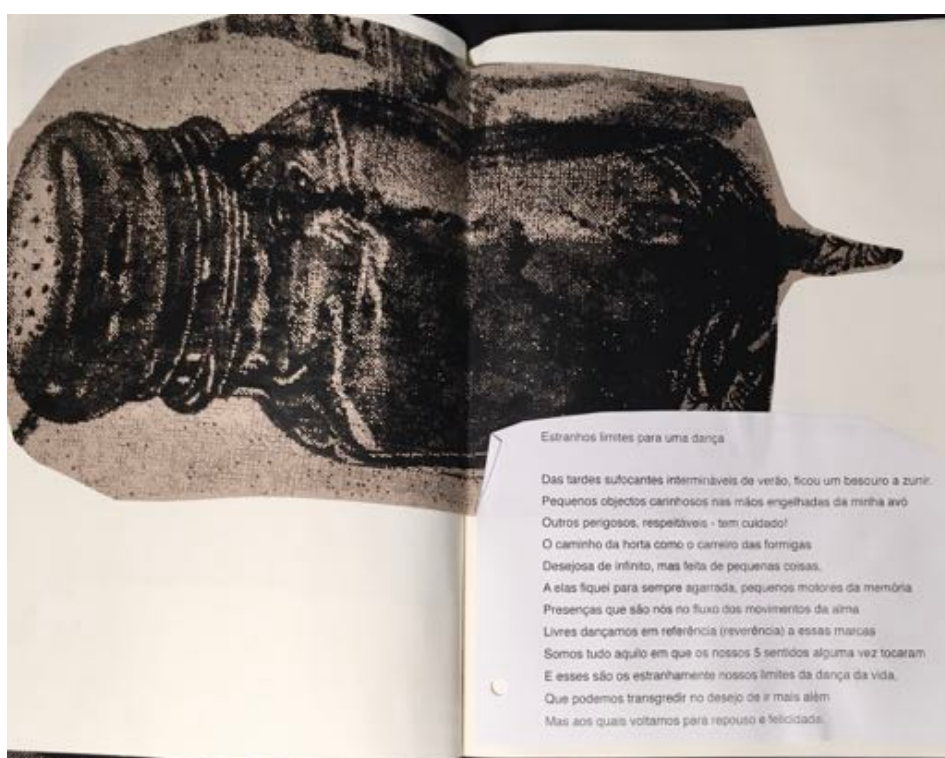 Estranhos limites para uma dança
Das tardes sufocantes intermináveis de verão, ficou um besouro a zunir.
Pequenos objectos carinhosos nas mãos engelhadas da minha avó
Outros perigosos, respeitáveis - tem cuidado!
O caminho da horta como o carreiro das formigas
Desejosa de infinito, mas feita de pequenas coisas.
A elas fiquei para sempre agarrada, pequenos motores da memória
Presenças que são nós no fluxo dos movimentos da alma
Livres dançamos em referência (reverência) a essas marcas
Somos tudo aquilo em que os nossos 5 sentidos alguma vez tocaram
E esses são os estranhamente nossos limites da dança da vida,
Que podemos transgredir no desejo de ir mais além
Mas aos quais voltamos para repouso e felicidade.